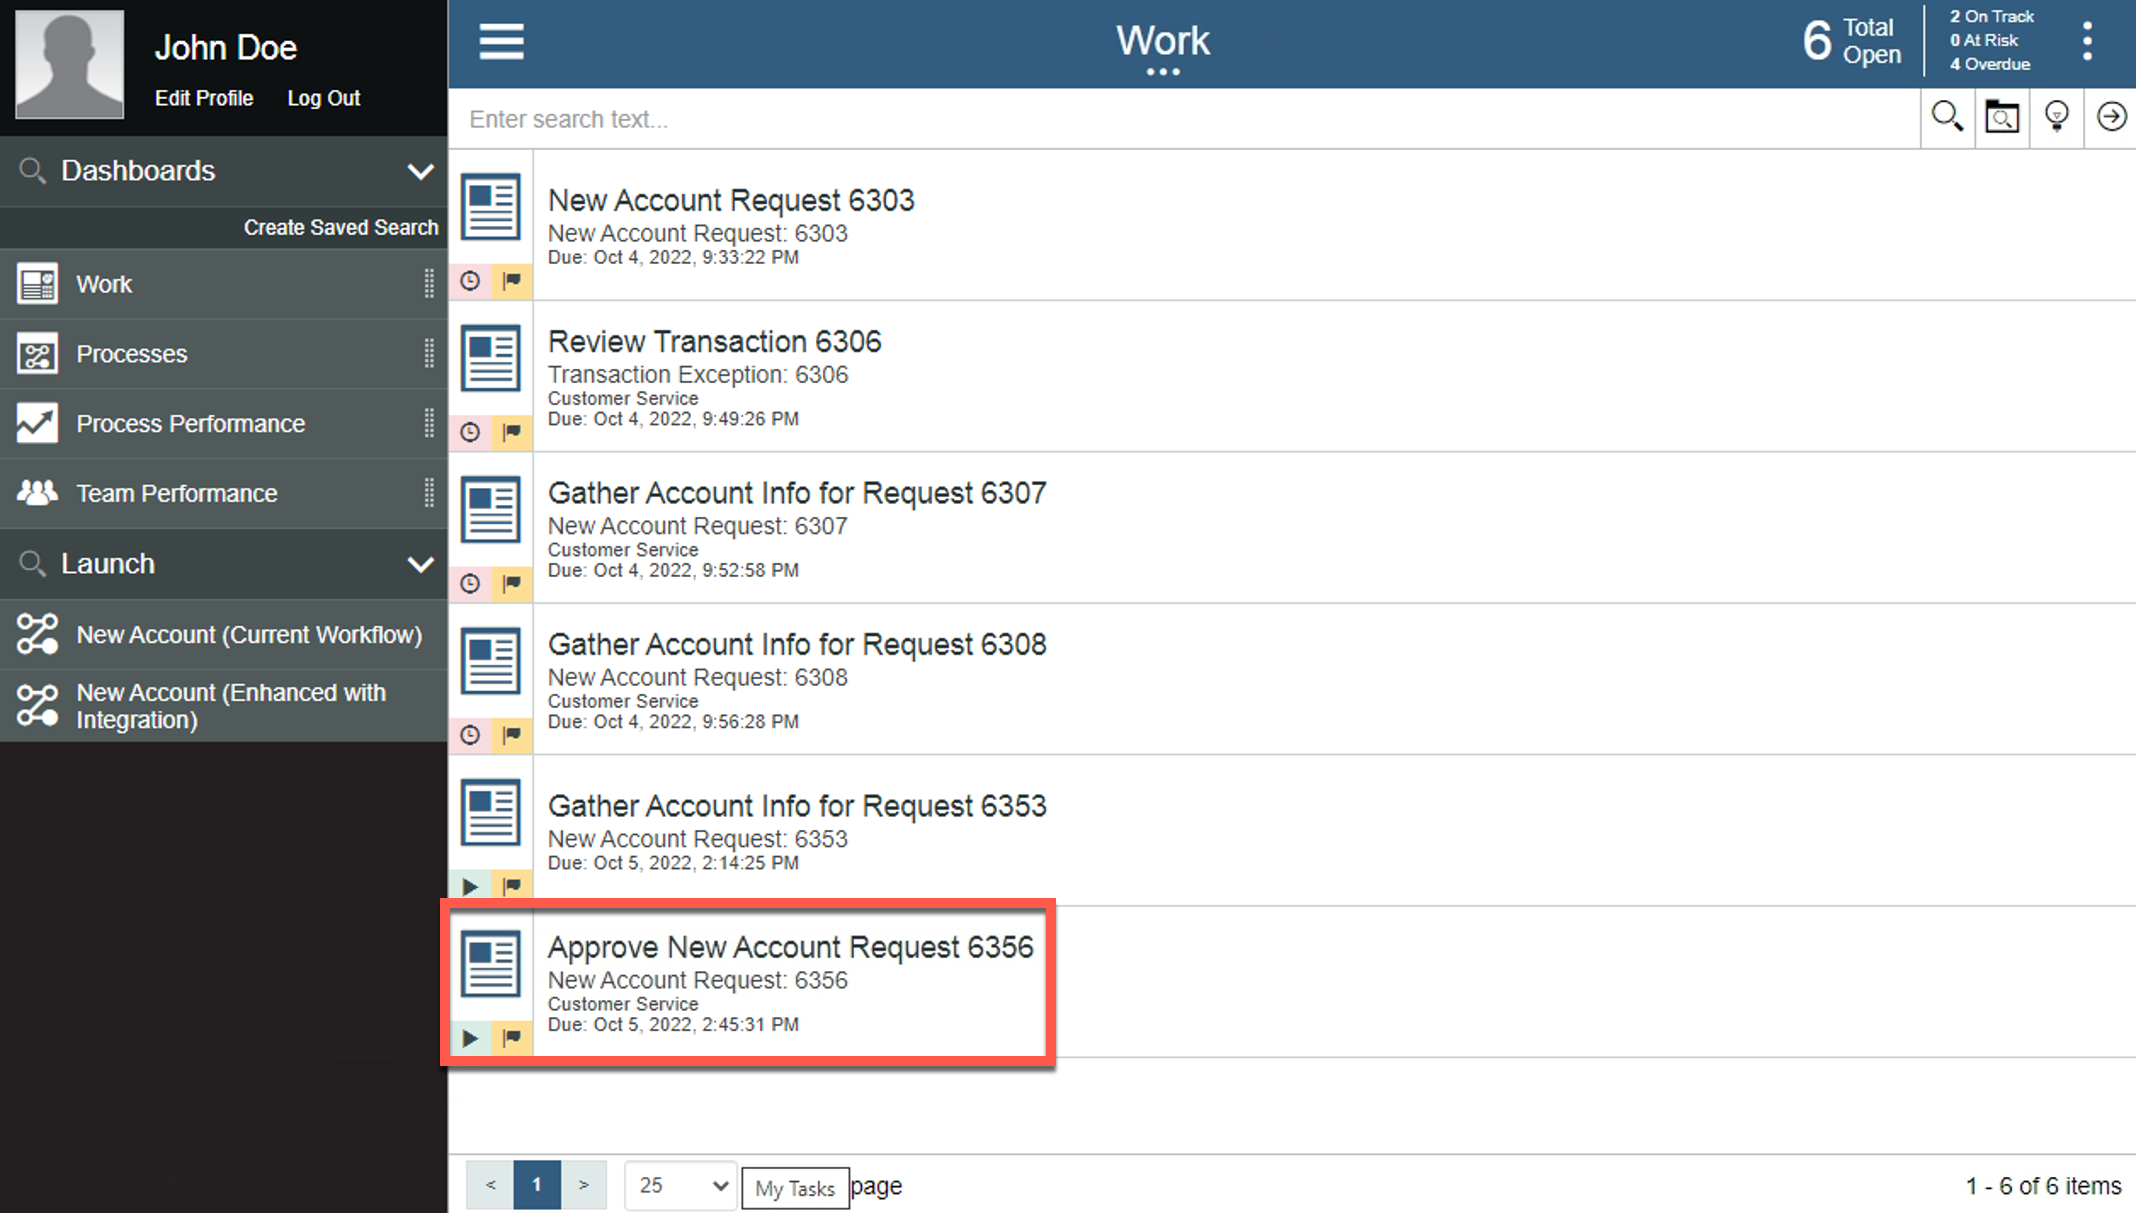 John Doe
Edit Profile Log Out
Dashboards
Create Saved Search
Work
Processes
Process Performance
Team Performance
Launch
New Account (Current Workflow)
New Account (Enhanced with
Integration)
Work
6 Total
Open
2 On Track
0 At Risk
4 Overdue
Enter search text...
New Account Request 6303
New Account Request: 6303
Due: Oct 4, 2022, 9:33:22 PM
Review Transaction 6306
Transaction Exception: 6306
Customer Service
Due: Oct 4, 2022, 9:49:26 PM
Gather Account Info for Request 6307
New Account Request: 6307
Customer Service
Due: Oct 4, 2022, 9:52:58 PM
Gather Account Info for Request 6308
New Account Request: 6308
Customer Service
Due: Oct 4, 2022, 9:56:28 PM
Gather Account Info for Request 6353
New Account Request: 6353
Due: Oct 5, 2022, 2:14:25 PM
Approve New Account Request 6356
New Account Request: 6356
Customer Service
Due: Oct 5, 2022, 2:45:31 PM
< 1 > 25 My Tasks page
1 - 6 of 6 items